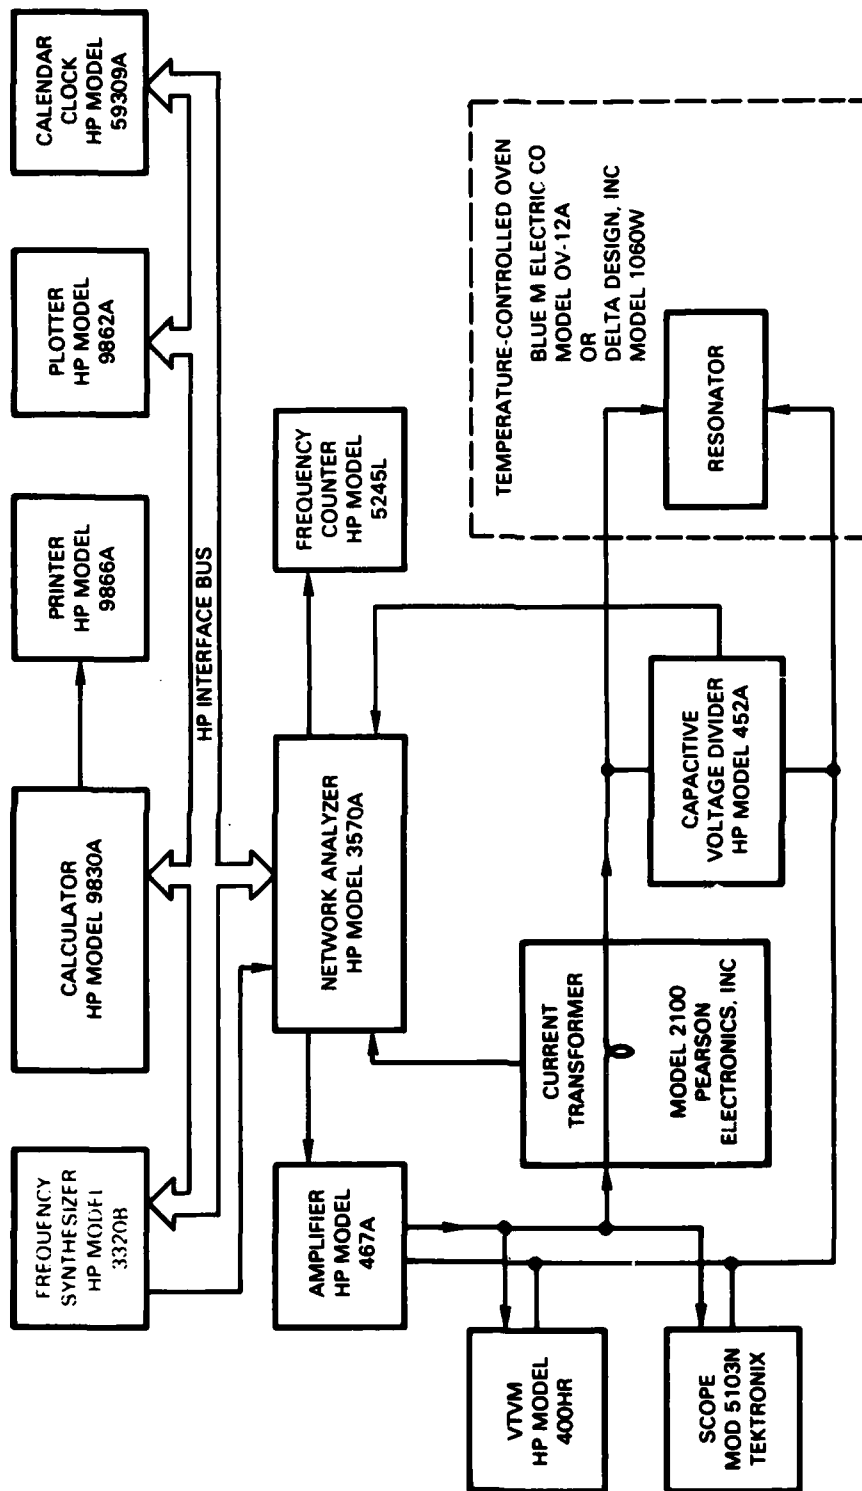 FREQUENCY
SYNTHESIZER
HP MODEL
3320B
CALCULATOR
HP MODEL 9830A
PRINTER
HP MODEL
9866A
PLOTTER
HP MODEL
9862A
CALENDAR
CLOCK
HP MODEL
59309A
HP INTERFACE BUS
AMPLIFIER
HP MODEL
467A
NETWORK ANALYZER
HP MODEL 3570A
FREQUENCY
COUNTER
HP MODEL
5245L
VTVM
HP MODEL
400HR
CURRENT
TRANSFORMER
MODEL 2100
PEARSON
ELECTRONICS, INC
TEMPERATURE-CONTROLLED OVEN
BLUE M ELECTRIC CO
MODEL OV-12A
OR
DELTA DESIGN, INC
MODEL 1060W
SCOPE
MOD 5103N
TEKTRONIX
CAPACITIVE
VOLTAGE DIVIDER
HP MODEL 452A
RESONATOR